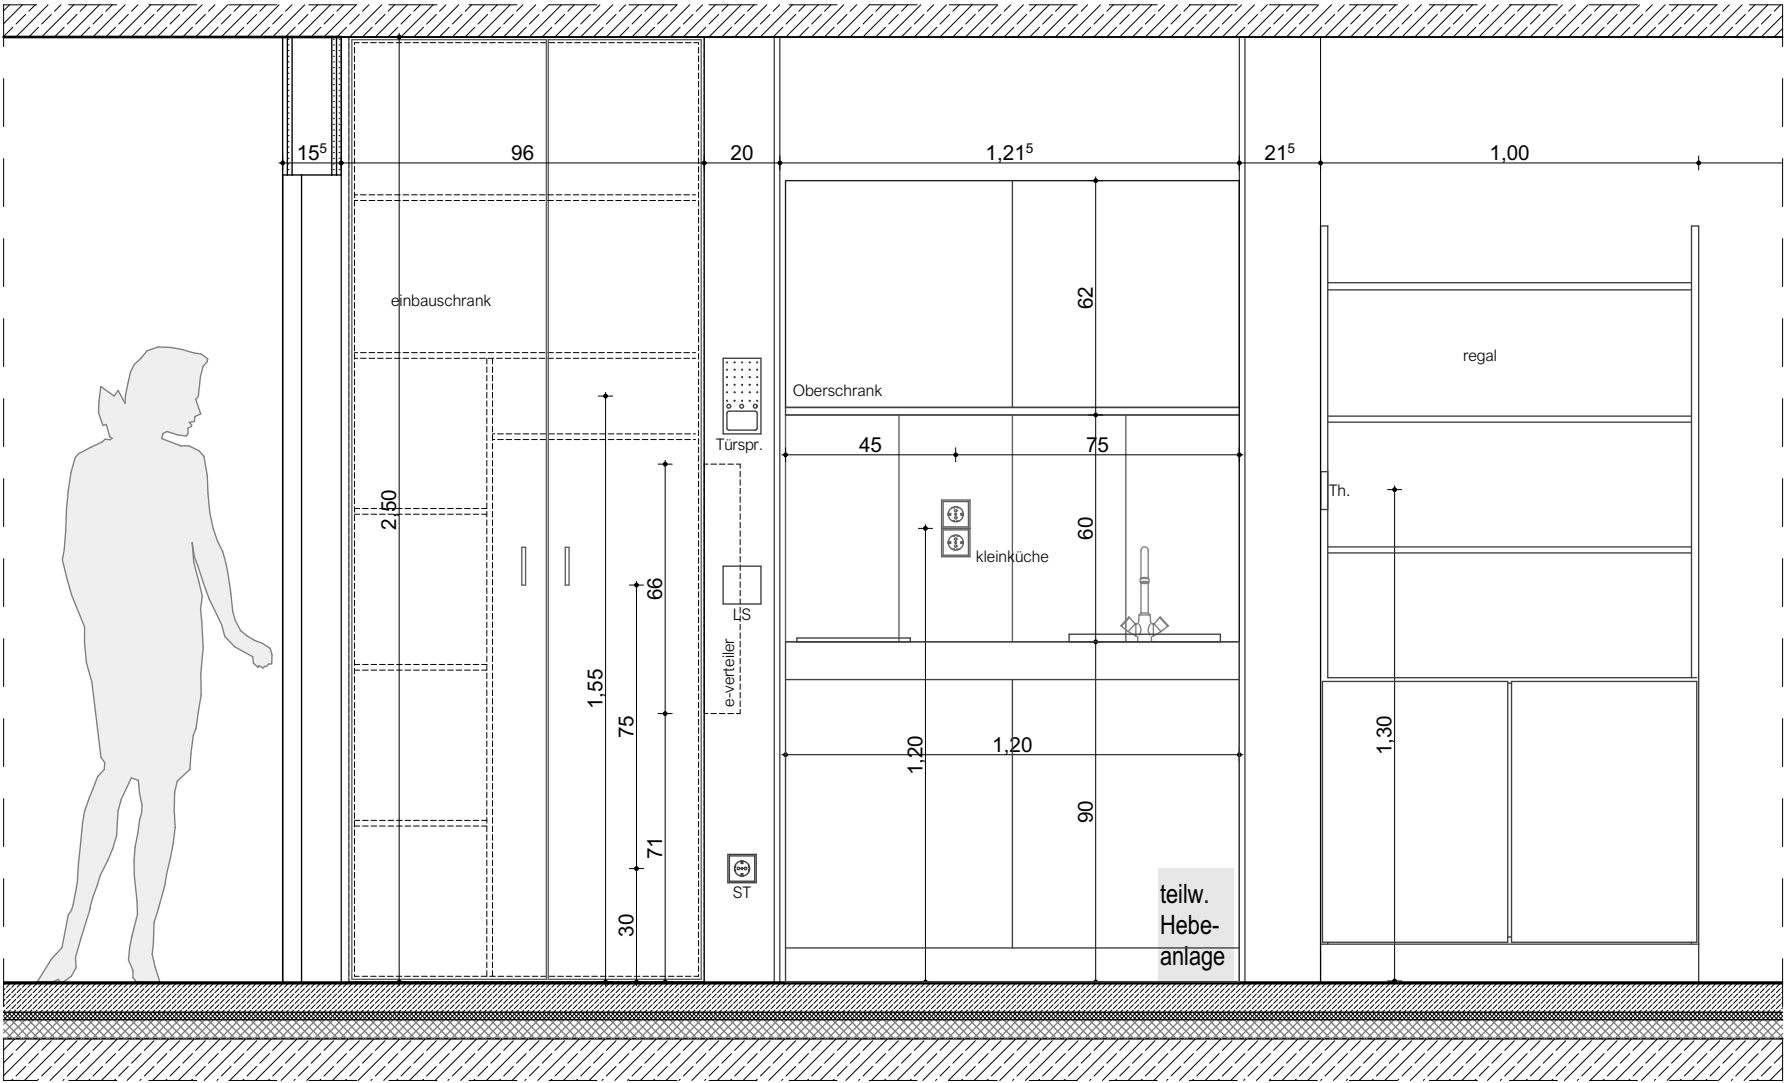 15⁵
96
20
1,21⁵
21⁵
1,00
einbauschrank
2,50
1,55
75
30
66
71
Türspr.
LS
e-verteiler
ST
62
Oberschrank
45
75
60
kleinküche
1,20
1,20
90
teilw.
Hebe-
anlage
regal
Th.
1,30